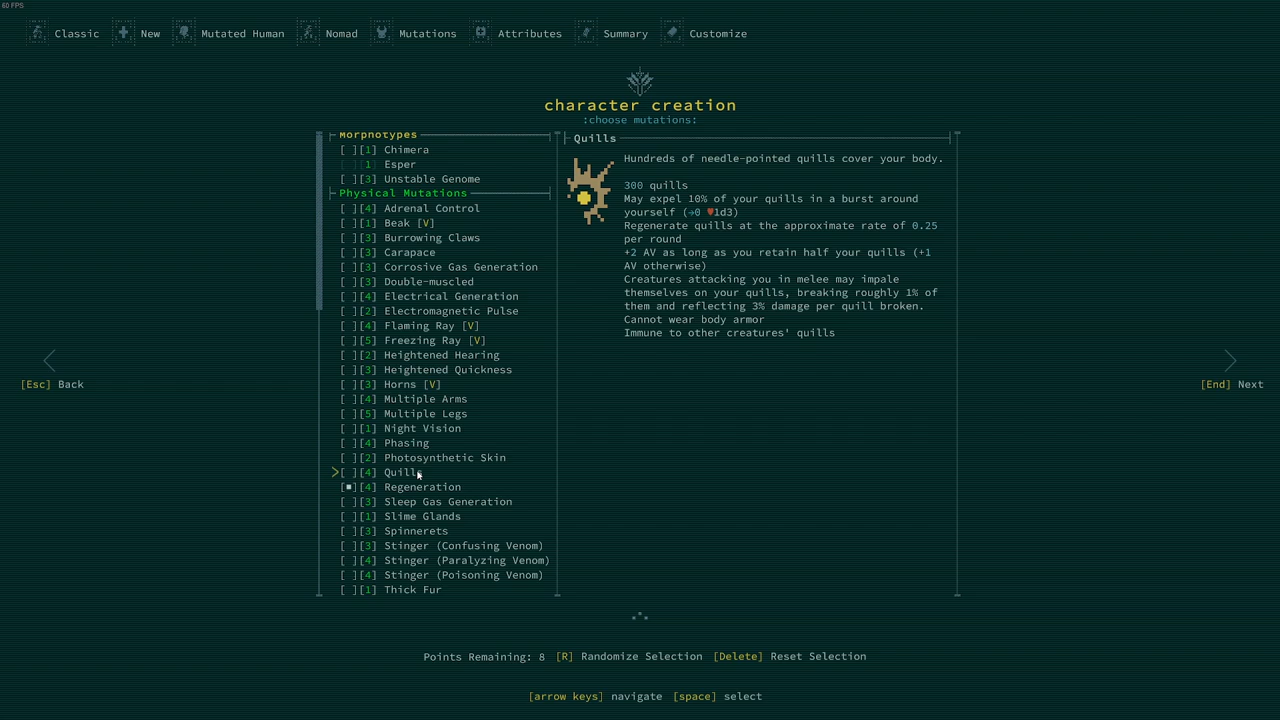 60 FPS
Classic New Mutated Human Nomad Mutations Attributes Summary Customize
character creation
:choose mutations:
Morphotypes
[ ][1] Chimera
1 Esper
[ ][3] Unstable Genome
Physical Mutations
[ ][4] Adrenal Control
[ ][1] Beak [V]
[ ][3] Burrowing Claws
[ ][3] Carapace
[ ][3] Corrosive Gas Generation
[ ][3] Double-muscled
[ ][4] Electrical Generation
[ ][2] Electromagnetic Pulse
[ ][4] Flaming Ray [V]
[ ][5] Freezing Ray [V]
[ ][2] Heightened Hearing
[ ][3] Heightened Quickness
[ ][3] Horns [V]
[ ][4] Multiple Arms
[ ][5] Multiple Legs
[ ][1] Night Vision
[ ][4] Phasing
[ ][2] Photosynthetic Skin
>[ ][4] Quills
[■][4] Regeneration
[ ][3] Sleep Gas Generation
[ ][1] Slime Glands
[ ][3] Spinnerets
[ ][3] Stinger (Confusing Venom)
[ ][4] Stinger (Paralyzing Venom)
[ ][4] Stinger (Poisoning Venom)
[ ][1] Thick Fur
Quills
Hundreds of needle-pointed quills cover your body.
300 quills
May expel 10% of your quills in a burst around
yourself (→0 ♥1d3)
Regenerate quills at the approximate rate of 0.25
per round
+2 AV as long as you retain half your quills (+1
AV otherwise)
Creatures attacking you in melee may impale
themselves on your quills, breaking roughly 1% of
them and reflecting 3% damage per quill broken.
Cannot wear body armor
Immune to other creatures' quills
[Esc] Back
[End] Next
Points Remaining: 8 [R] Randomize Selection [Delete] Reset Selection
[arrow keys] navigate [space] select